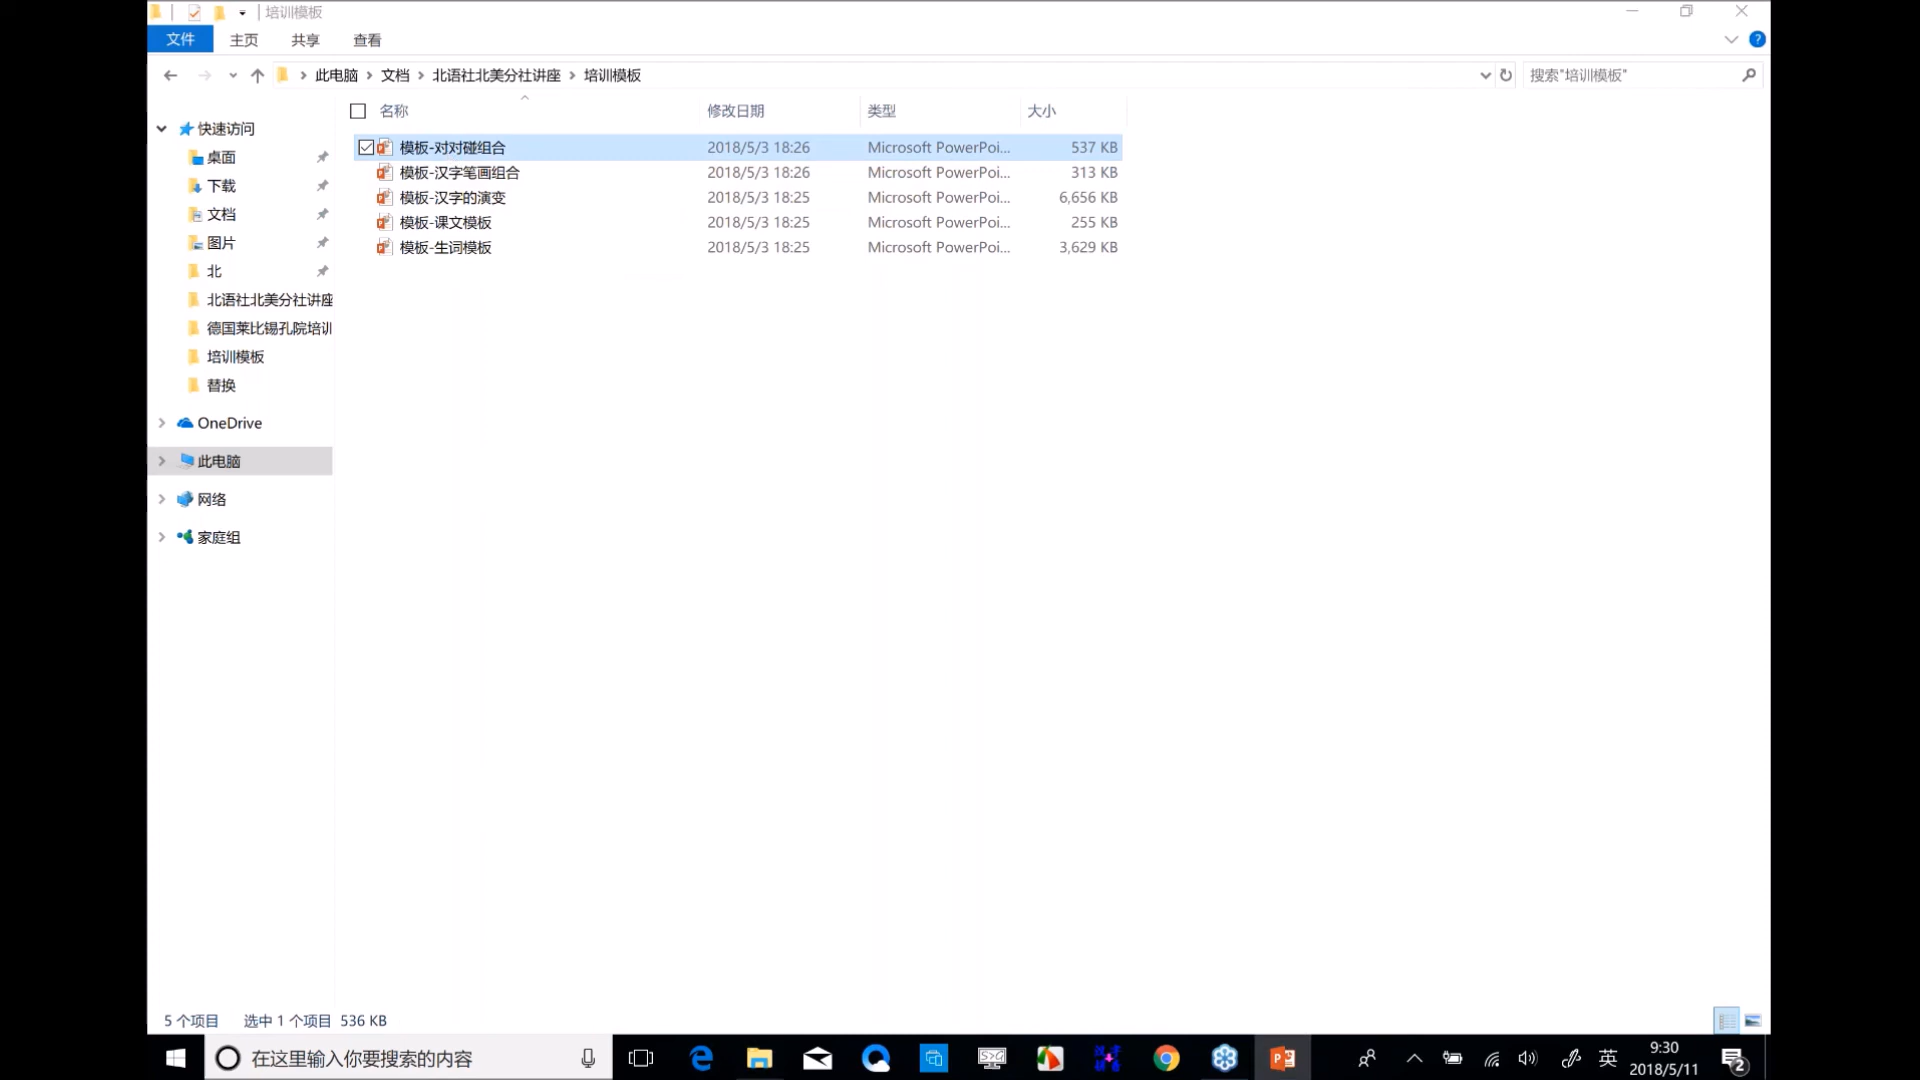 培训模板
文件 主页 共享 查看
此电脑 文档 北语社北美分社讲座 培训模板 搜索"培训模板"
名称 修改日期 类型 大小
模板-对对碰组合 2018/5/3 18:26 Microsoft PowerPoi... 537 KB
模板-汉字笔画组合 2018/5/3 18:26 Microsoft PowerPoi... 313 KB
模板-汉字的演变 2018/5/3 18:25 Microsoft PowerPoi... 6,656 KB
模板-课文模板 2018/5/3 18:25 Microsoft PowerPoi... 255 KB
模板-生词模板 2018/5/3 18:25 Microsoft PowerPoi... 3,629 KB
快速访问
桌面
下载
文档
图片
北
北语社北美分社讲座
德国莱比锡孔院培训
培训模板
替换
OneDrive
此电脑
网络
家庭组
5 个项目 选中 1 个项目 536 KB
在这里输入你要搜索的内容
英
9:30
2018/5/11
2